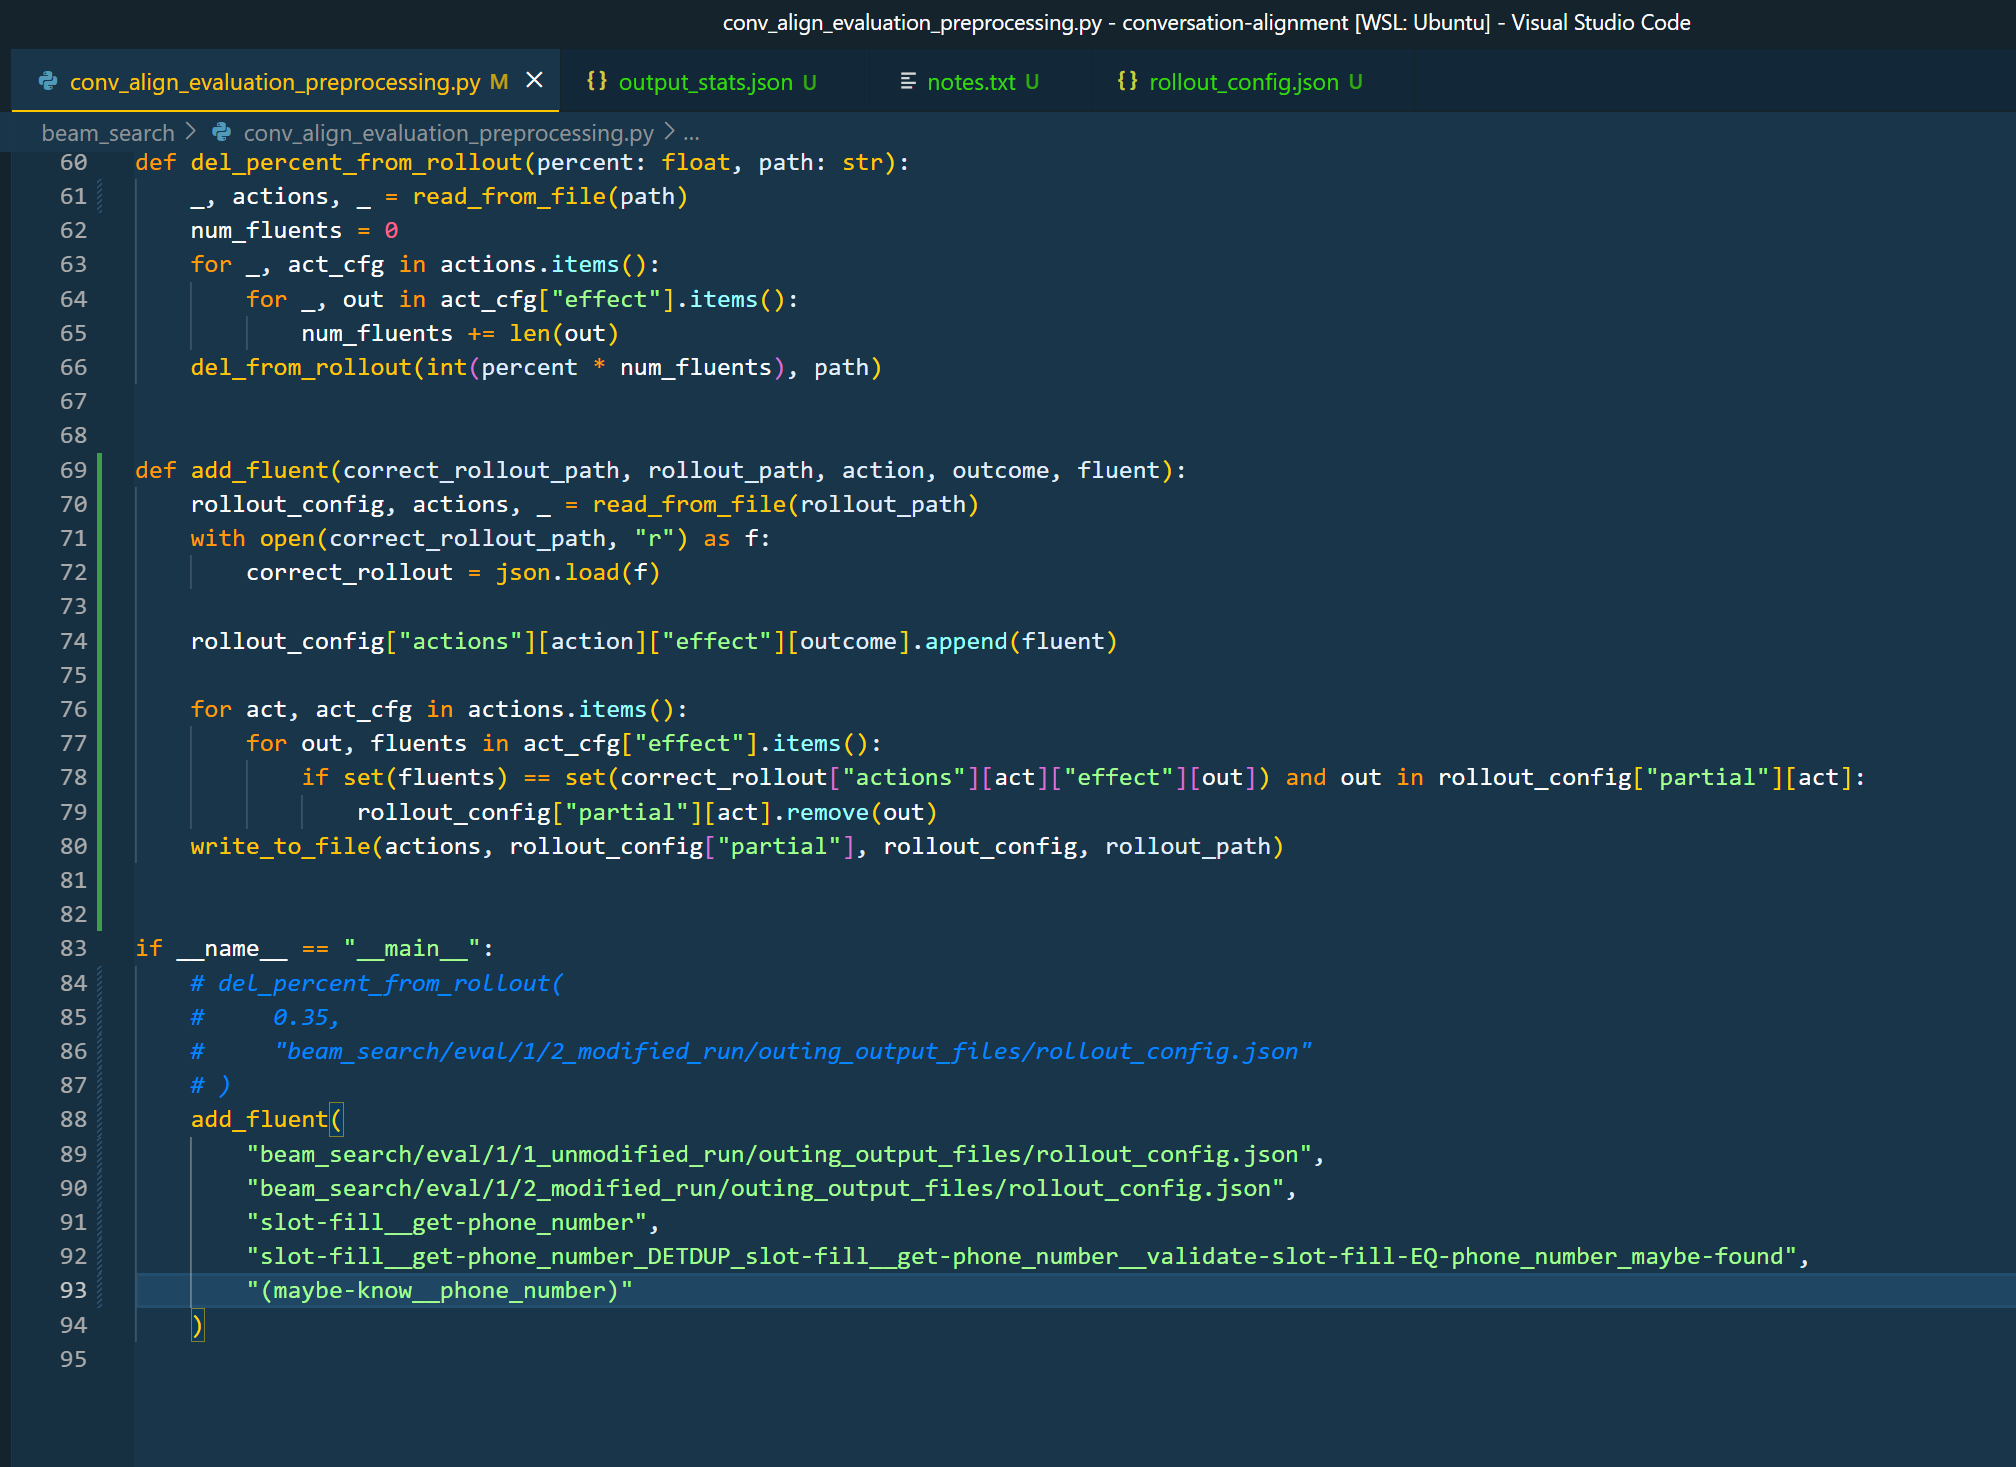 conv_align_evaluation_preprocessing.py - conversation-alignment [WSL: Ubuntu] - Visual Studio Code
conv_align_evaluation_preprocessing.py M × {} output_stats.json U notes.txt U {} rollout_config.json U
beam_search > conv_align_evaluation_preprocessing.py > ...
60 def del_percent_from_rollout(percent: float, path: str):
61     _, actions, _ = read_from_file(path)
62     num_fluents = 0
63     for _, act_cfg in actions.items():
64         for _, out in act_cfg["effect"].items():
65             num_fluents += len(out)
66     del_from_rollout(int(percent * num_fluents), path)
67
68
69 def add_fluent(correct_rollout_path, rollout_path, action, outcome, fluent):
70     rollout_config, actions, _ = read_from_file(rollout_path)
71     with open(correct_rollout_path, "r") as f:
72         correct_rollout = json.load(f)
73
74     rollout_config["actions"][action]["effect"][outcome].append(fluent)
75
76     for act, act_cfg in actions.items():
77         for out, fluents in act_cfg["effect"].items():
78             if set(fluents) == set(correct_rollout["actions"][act]["effect"][out]) and out in rollout_config["partial"][act]:
79                 rollout_config["partial"][act].remove(out)
80     write_to_file(actions, rollout_config["partial"], rollout_config, rollout_path)
81
82
83 if __name__ == "__main__":
84     # del_percent_from_rollout(
85     #     0.35,
86     #     "beam_search/eval/1/2_modified_run/outing_output_files/rollout_config.json"
87     # )
88     add_fluent(
89         "beam_search/eval/1/1_unmodified_run/outing_output_files/rollout_config.json",
90         "beam_search/eval/1/2_modified_run/outing_output_files/rollout_config.json",
91         "slot-fill__get-phone_number",
92         "slot-fill__get-phone_number_DETDUP_slot-fill__get-phone_number__validate-slot-fill-EQ-phone_number_maybe-found",
93         "(maybe-know__phone_number)"
94     )
95